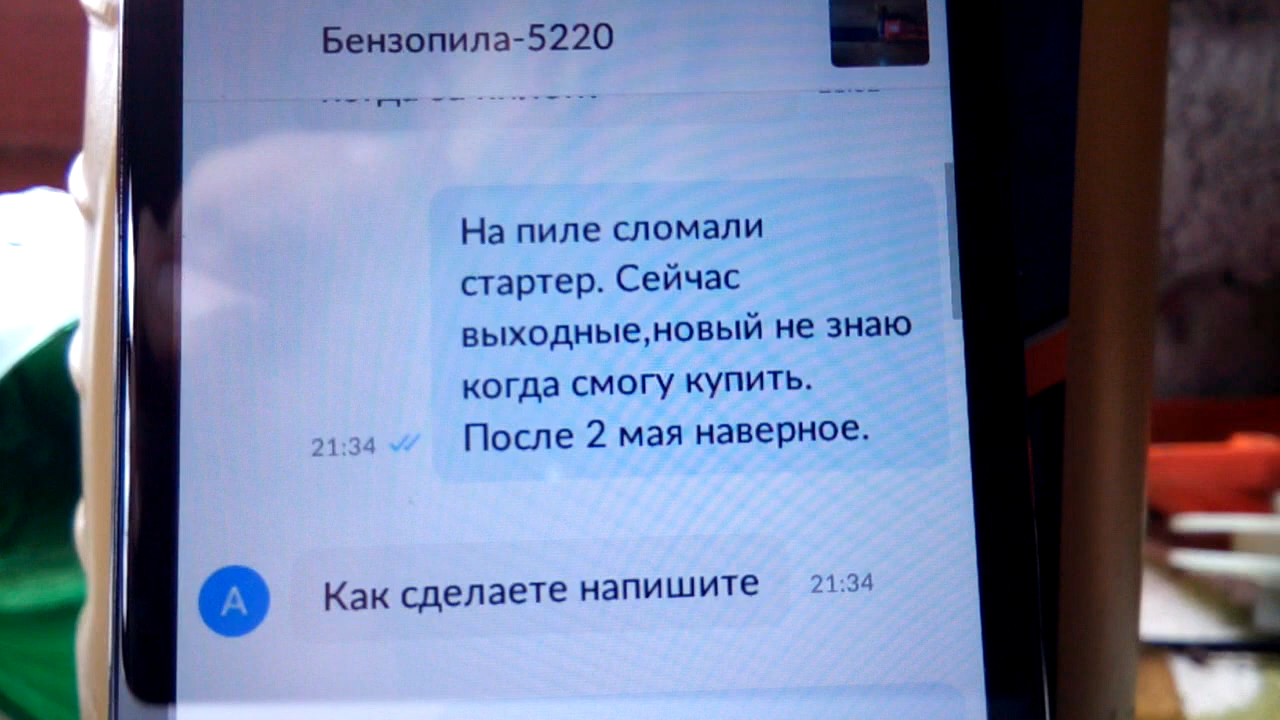 Бензопила-5220
На пиле сломали
стартер. Сейчас
выходные,новый не знаю
когда смогу купить.
После 2 мая наверное.
21:34
А
Как сделаете напишите 21:34